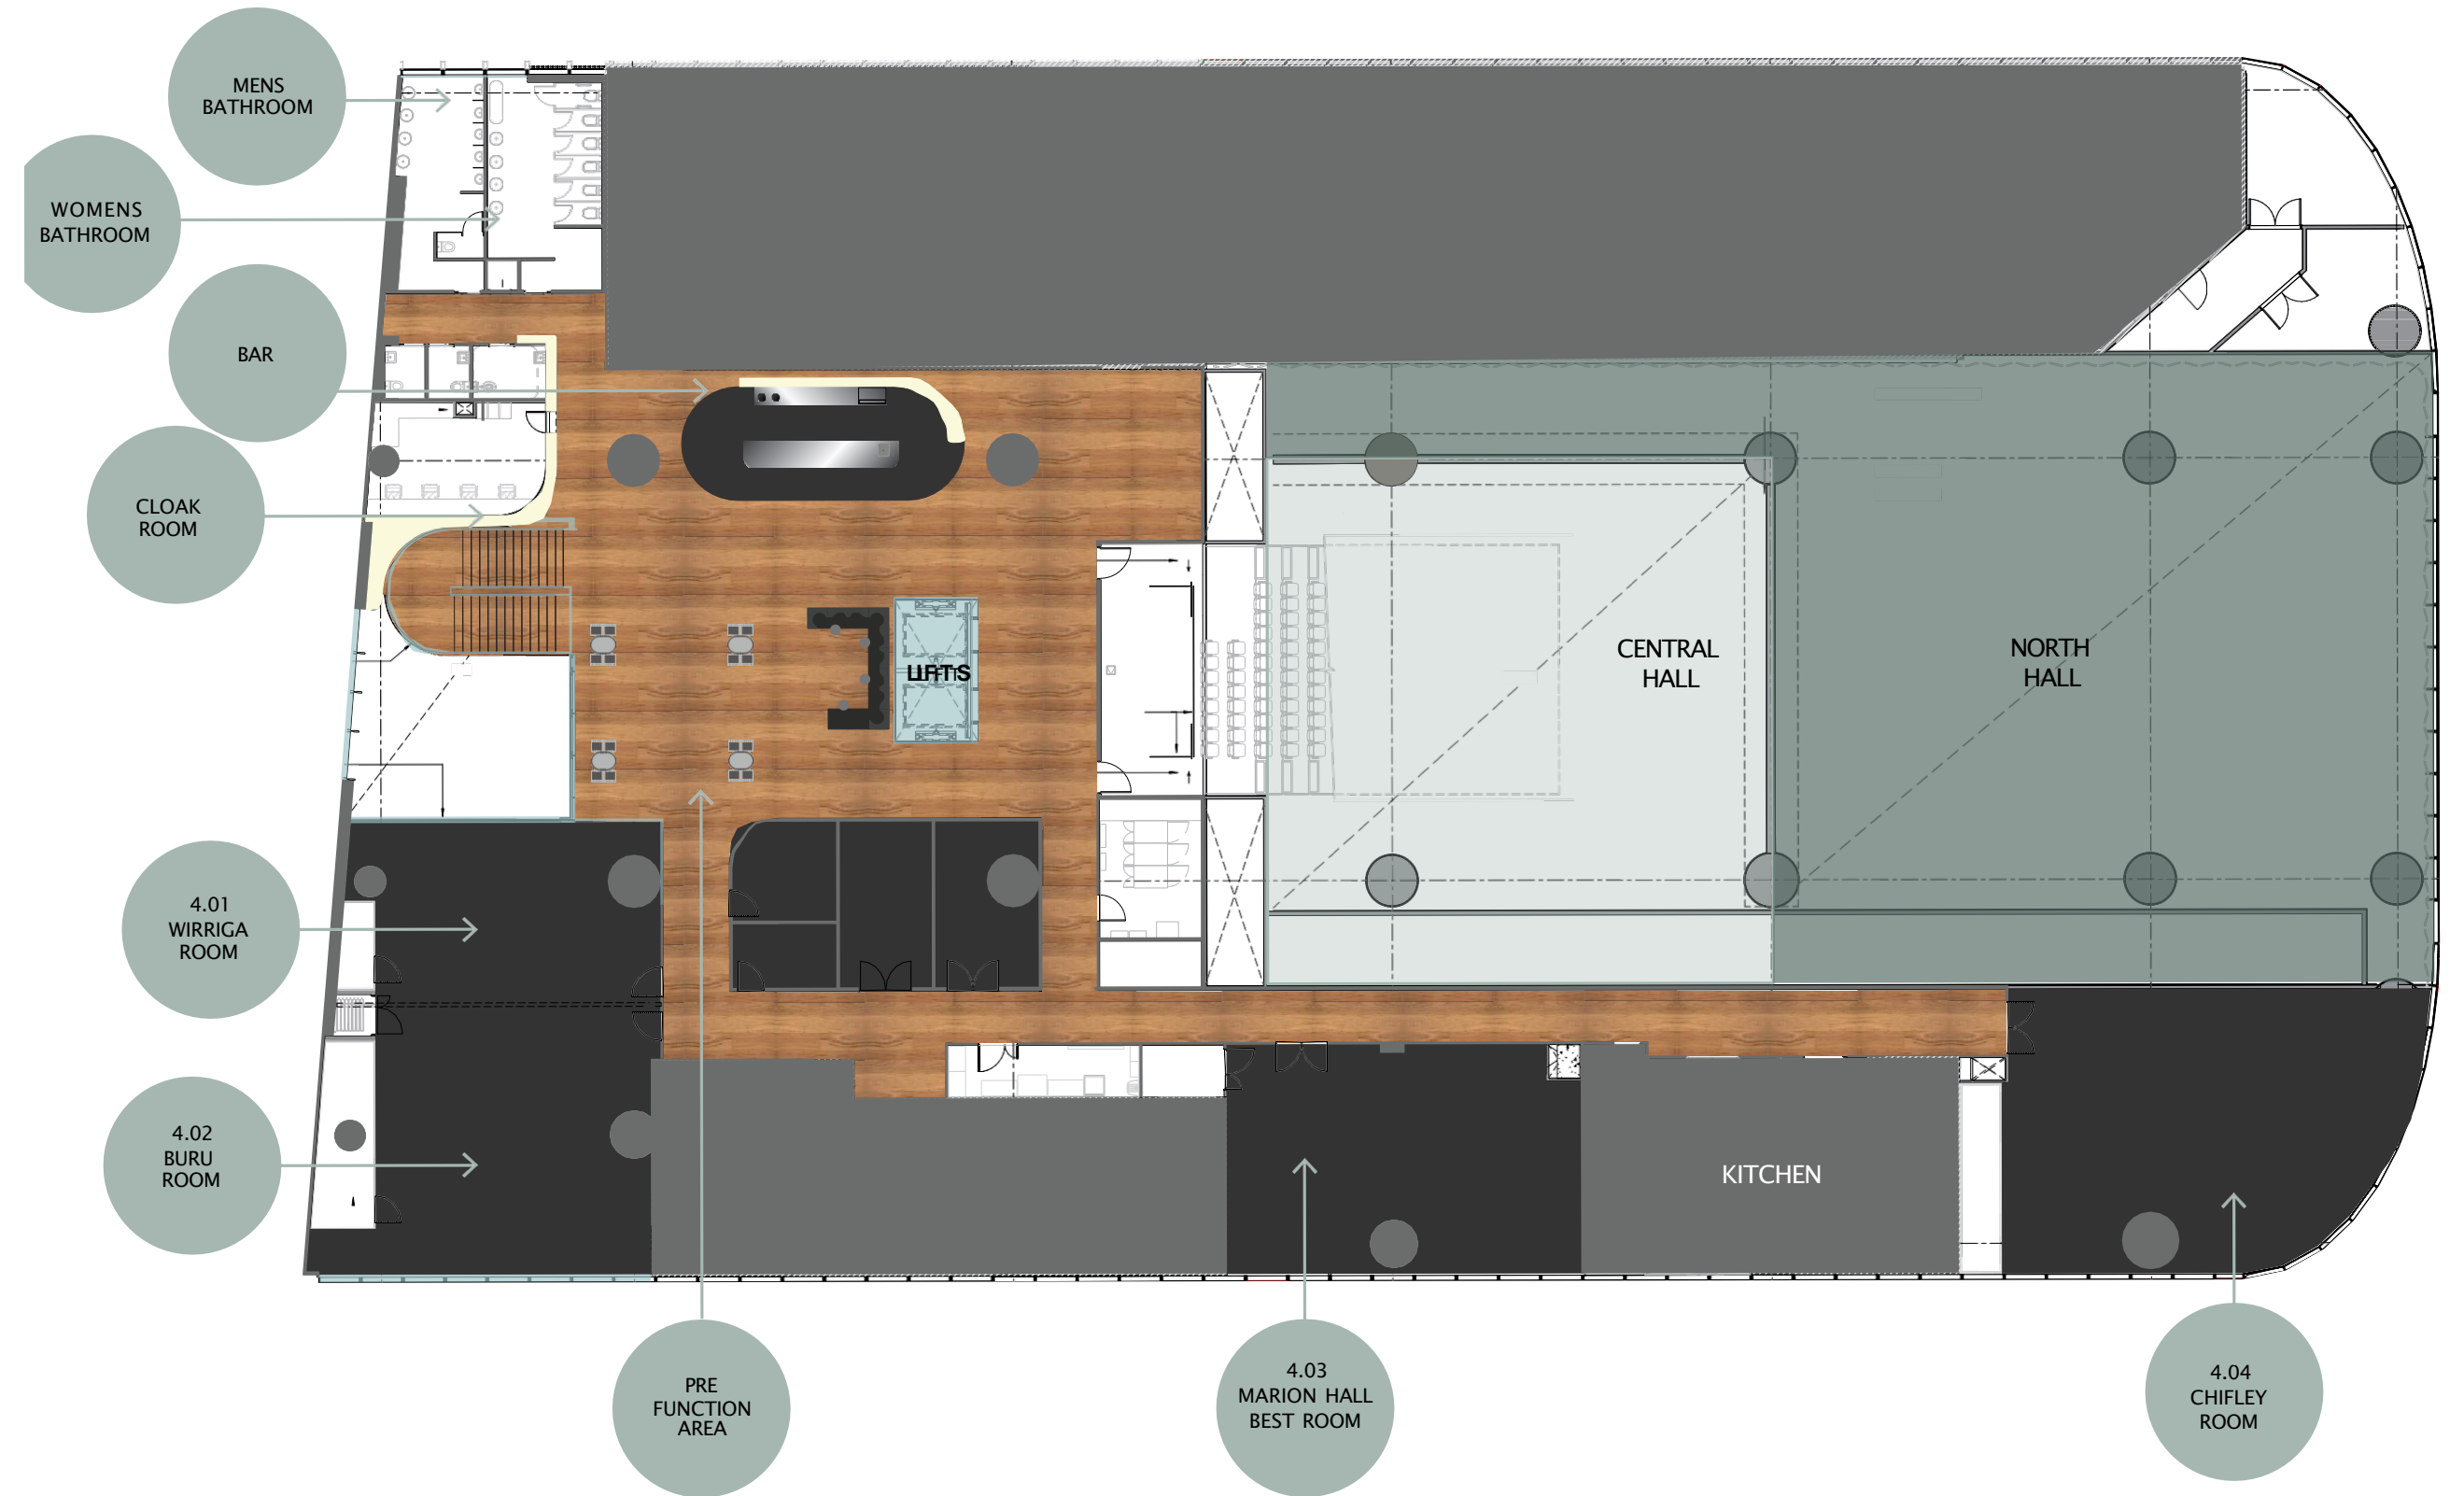 MENS
BATHROOM
WOMENS
BATHROOM
BAR
CLOAK
ROOM
LIFTS
CENTRAL
HALL
NORTH
HALL
4.01
WIRRIGA
ROOM
4.02
BURU
ROOM
KITCHEN
PRE
FUNCTION
AREA
4.03
MARION HALL
BEST ROOM
4.04
CHIFLEY
ROOM